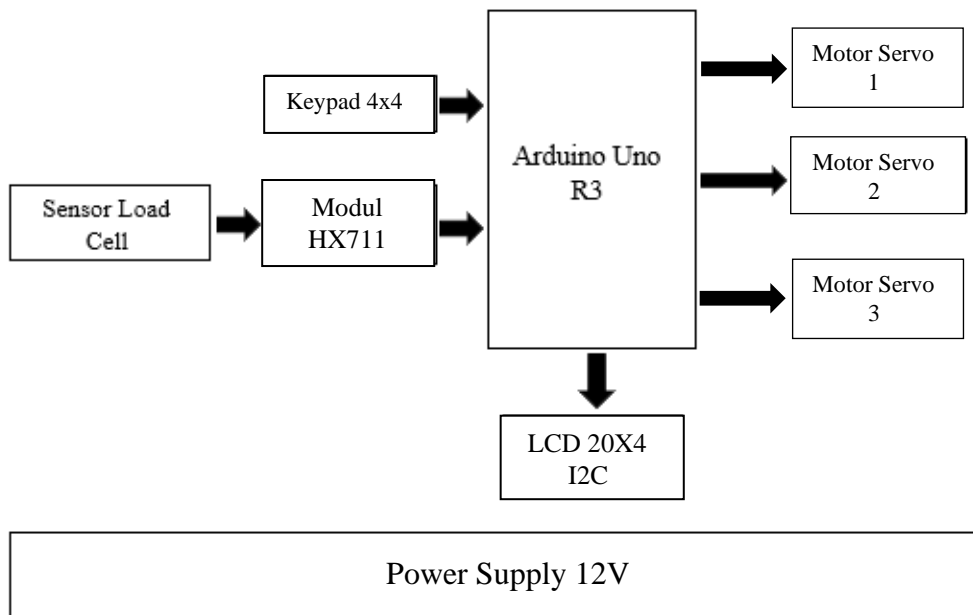 Motor Servo
1
Keypad 4x4
Arduino Uno
R3
Motor Servo
2
Sensor Load
Cell
Modul
HX711
Motor Servo
3
LCD 20X4
I2C
Power Supply 12V